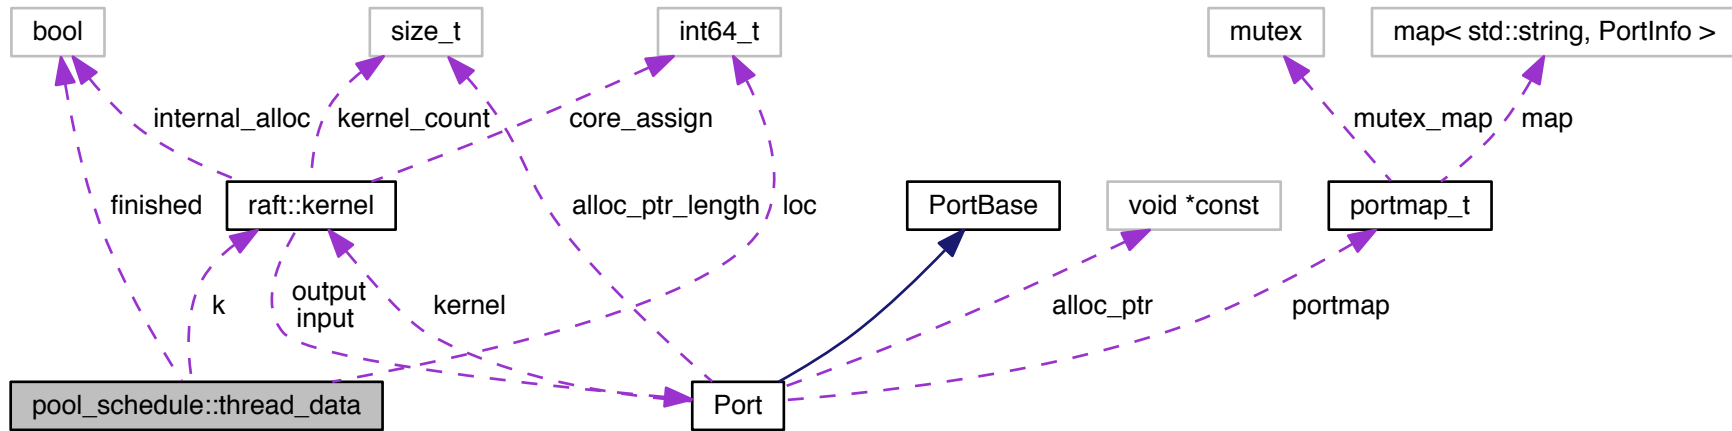 bool
size_t
int64_t
mutex
map< std::string, PortInfo >
internal_alloc
kernel_count
core_assign
mutex_map
map
finished
raft::kernel
alloc_ptr_length
loc
PortBase
void *const
portmap_t
k
output
input
kernel
alloc_ptr
portmap
pool_schedule::thread_data
Port